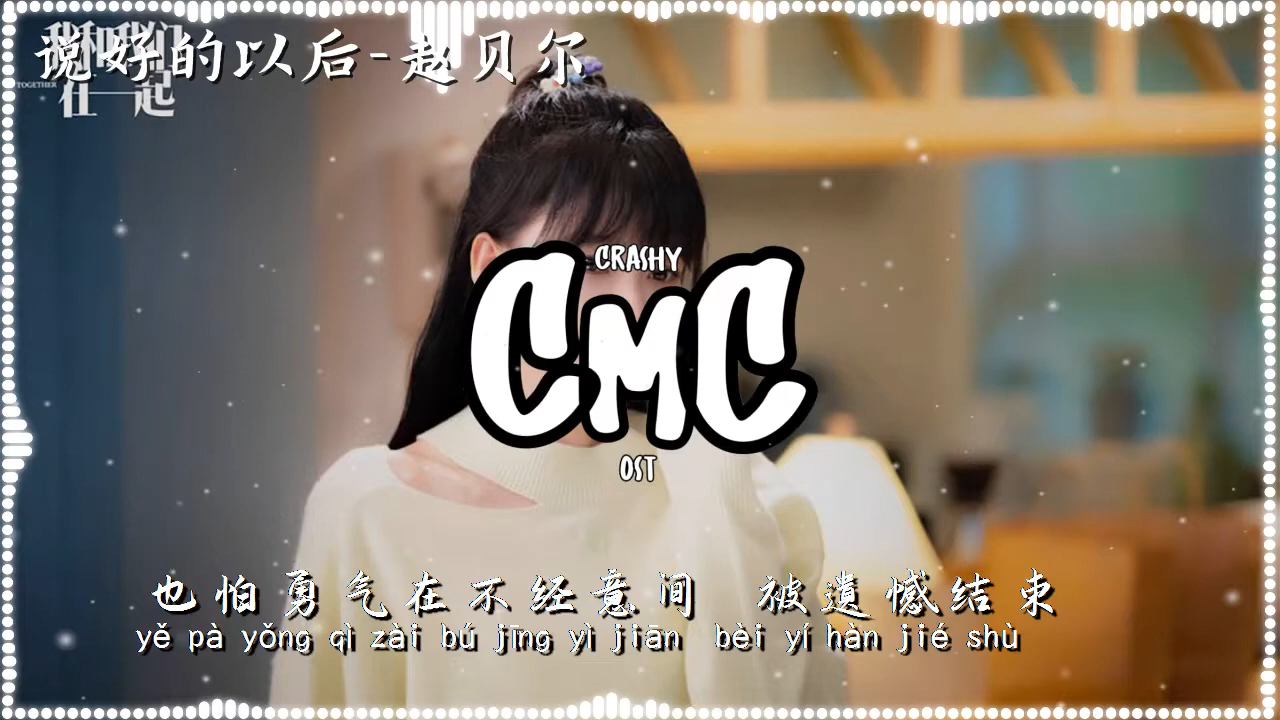 说好的以后-赵贝尔
我和我们
在一起
TOGETHER
CRASHY
CMC
OST
也怕勇气在不经意间 被遗憾结束
yě pà yǒng qì zài bú jīng yì jiān bèi yí hàn jié shù